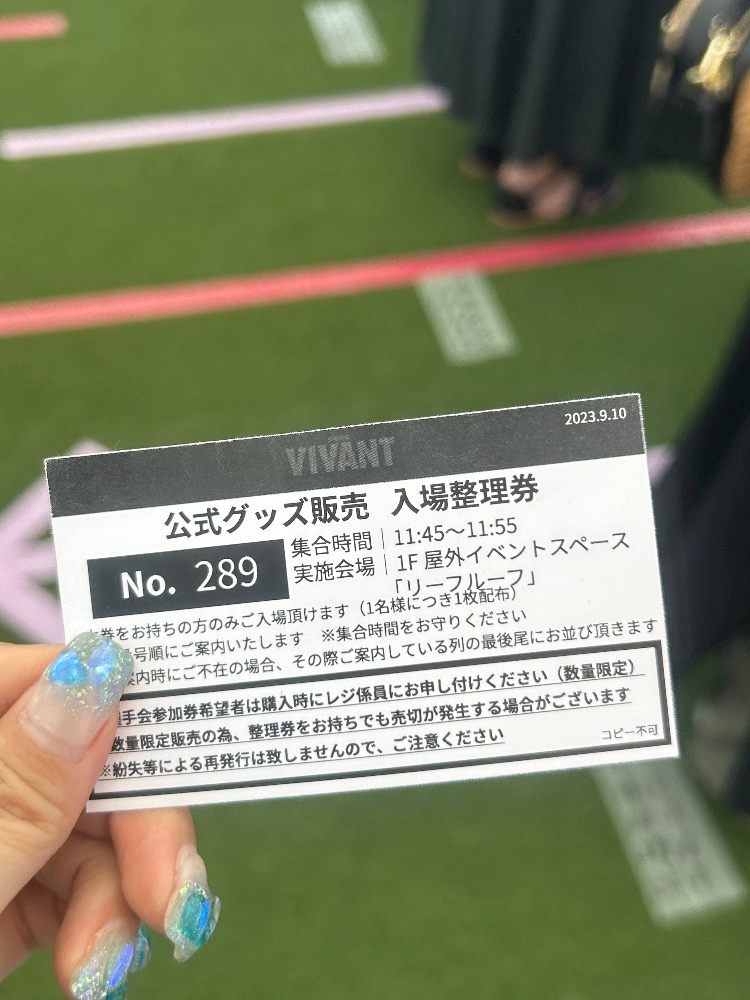 2023.9.10
VIVANT
公式グッズ販売 入場整理券
No. 289
集合時間 11:45～11:55
実施会場 1F 屋外イベントスペース
「リーフルーフ」
券をお持ちの方のみご入場頂けます（1名様につき1枚配布）
号順にご案内いたします ※集合時間をお守りください
案内時にご不在の場合、その際ご案内している列の最後尾にお並び頂きます
手会参加券希望者は購入時にレジ係員にお申し付けください（数量限定）
数量限定販売の為、整理券をお持ちでも売切が発生する場合がございます
※紛失等による再発行は致しませんので、ご注意ください
コピー不可